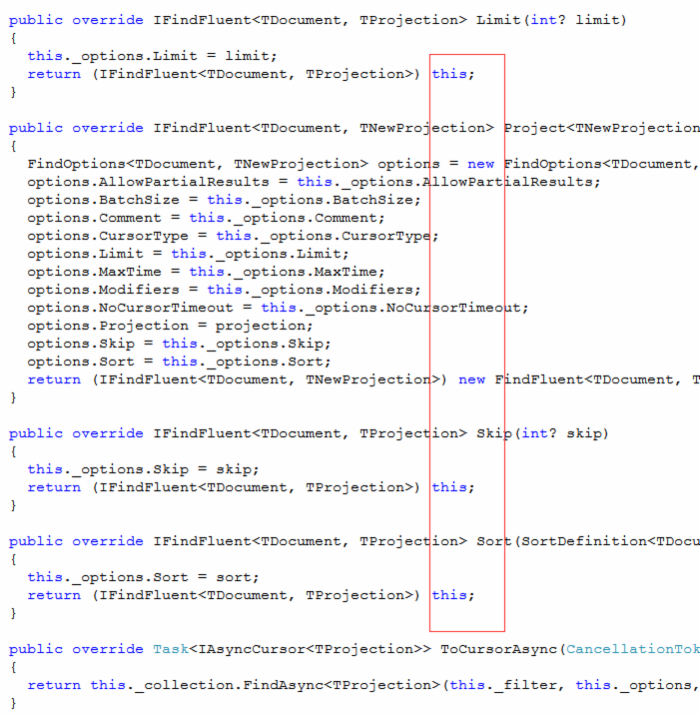 public override IFindFluent<TDocument, TProjection> Limit(int? limit)
{
this._options.Limit = limit;
return (IFindFluent<TDocument, TProjection>) this;
}
public override IFindFluent<TDocument, TNewProjection> Project<TNewProjection
{
FindOptions<TDocument, TNewProjection> options = new FindOptions<TDocument,
options.AllowPartialResults = this._options.AllowPartialResults;
options.BatchSize = this._options.BatchSize;
options.Comment = this._options.Comment;
options.CursorType = this._options.CursorType;
options.Limit = this._options.Limit;
options.MaxTime = this._options.MaxTime;
options.Modifiers = this._options.Modifiers;
options.NoCursorTimeout = this._options.NoCursorTimeout;
options.Projection = projection;
options.Skip = this._options.Skip;
options.Sort = this._options.Sort;
return (IFindFluent<TDocument, TNewProjection>) new FindFluent<TDocument, T
}
public override IFindFluent<TDocument, TProjection> Skip(int? skip)
{
this._options.Skip = skip;
return (IFindFluent<TDocument, TProjection>) this;
}
public override IFindFluent<TDocument, TProjection> Sort(SortDefinition<TDocu
{
this._options.Sort = sort;
return (IFindFluent<TDocument, TProjection>) this;
}
public override Task<IAsyncCursor<TProjection>> ToCursorAsync(CancellationTok
{
return this._collection.FindAsync<TProjection>(this._filter, this._options,
}